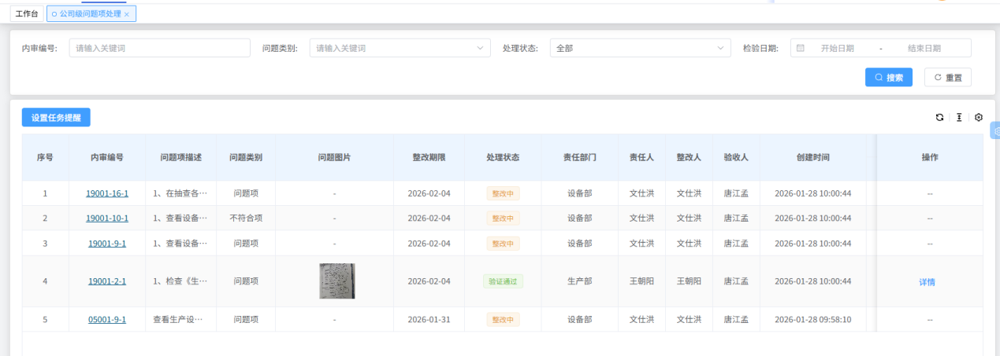 工作台 公司级问题项处理 ×
内审编号: 请输入关键词 问题类别: 请输入关键词 处理状态: 全部 检验日期: 开始日期 - 结束日期
搜索 重置
设置任务提醒
序号 内审编号 问题项描述 问题类别 问题图片 整改期限 处理状态 责任部门 责任人 整改人 验收人 创建时间 操作
1 19001-16-1 1、在抽查各… 问题项 - 2026-02-04 整改中 设备部 文仕洪 文仕洪 唐江孟 2026-01-28 10:00:44 --
2 19001-10-1 1、查看设备… 不符合项 - 2026-02-04 整改中 设备部 文仕洪 文仕洪 唐江孟 2026-01-28 10:00:44 --
3 19001-9-1 1、查看设备… 问题项 - 2026-02-04 整改中 设备部 文仕洪 文仕洪 唐江孟 2026-01-28 10:00:44 --
4 19001-2-1 1、检查《生… 问题项 2026-02-04 验证通过 生产部 王朝阳 王朝阳 唐江孟 2026-01-28 10:00:44 详情
5 05001-9-1 查看生产设… 问题项 - 2026-01-31 整改中 设备部 文仕洪 文仕洪 唐江孟 2026-01-28 09:58:10 --